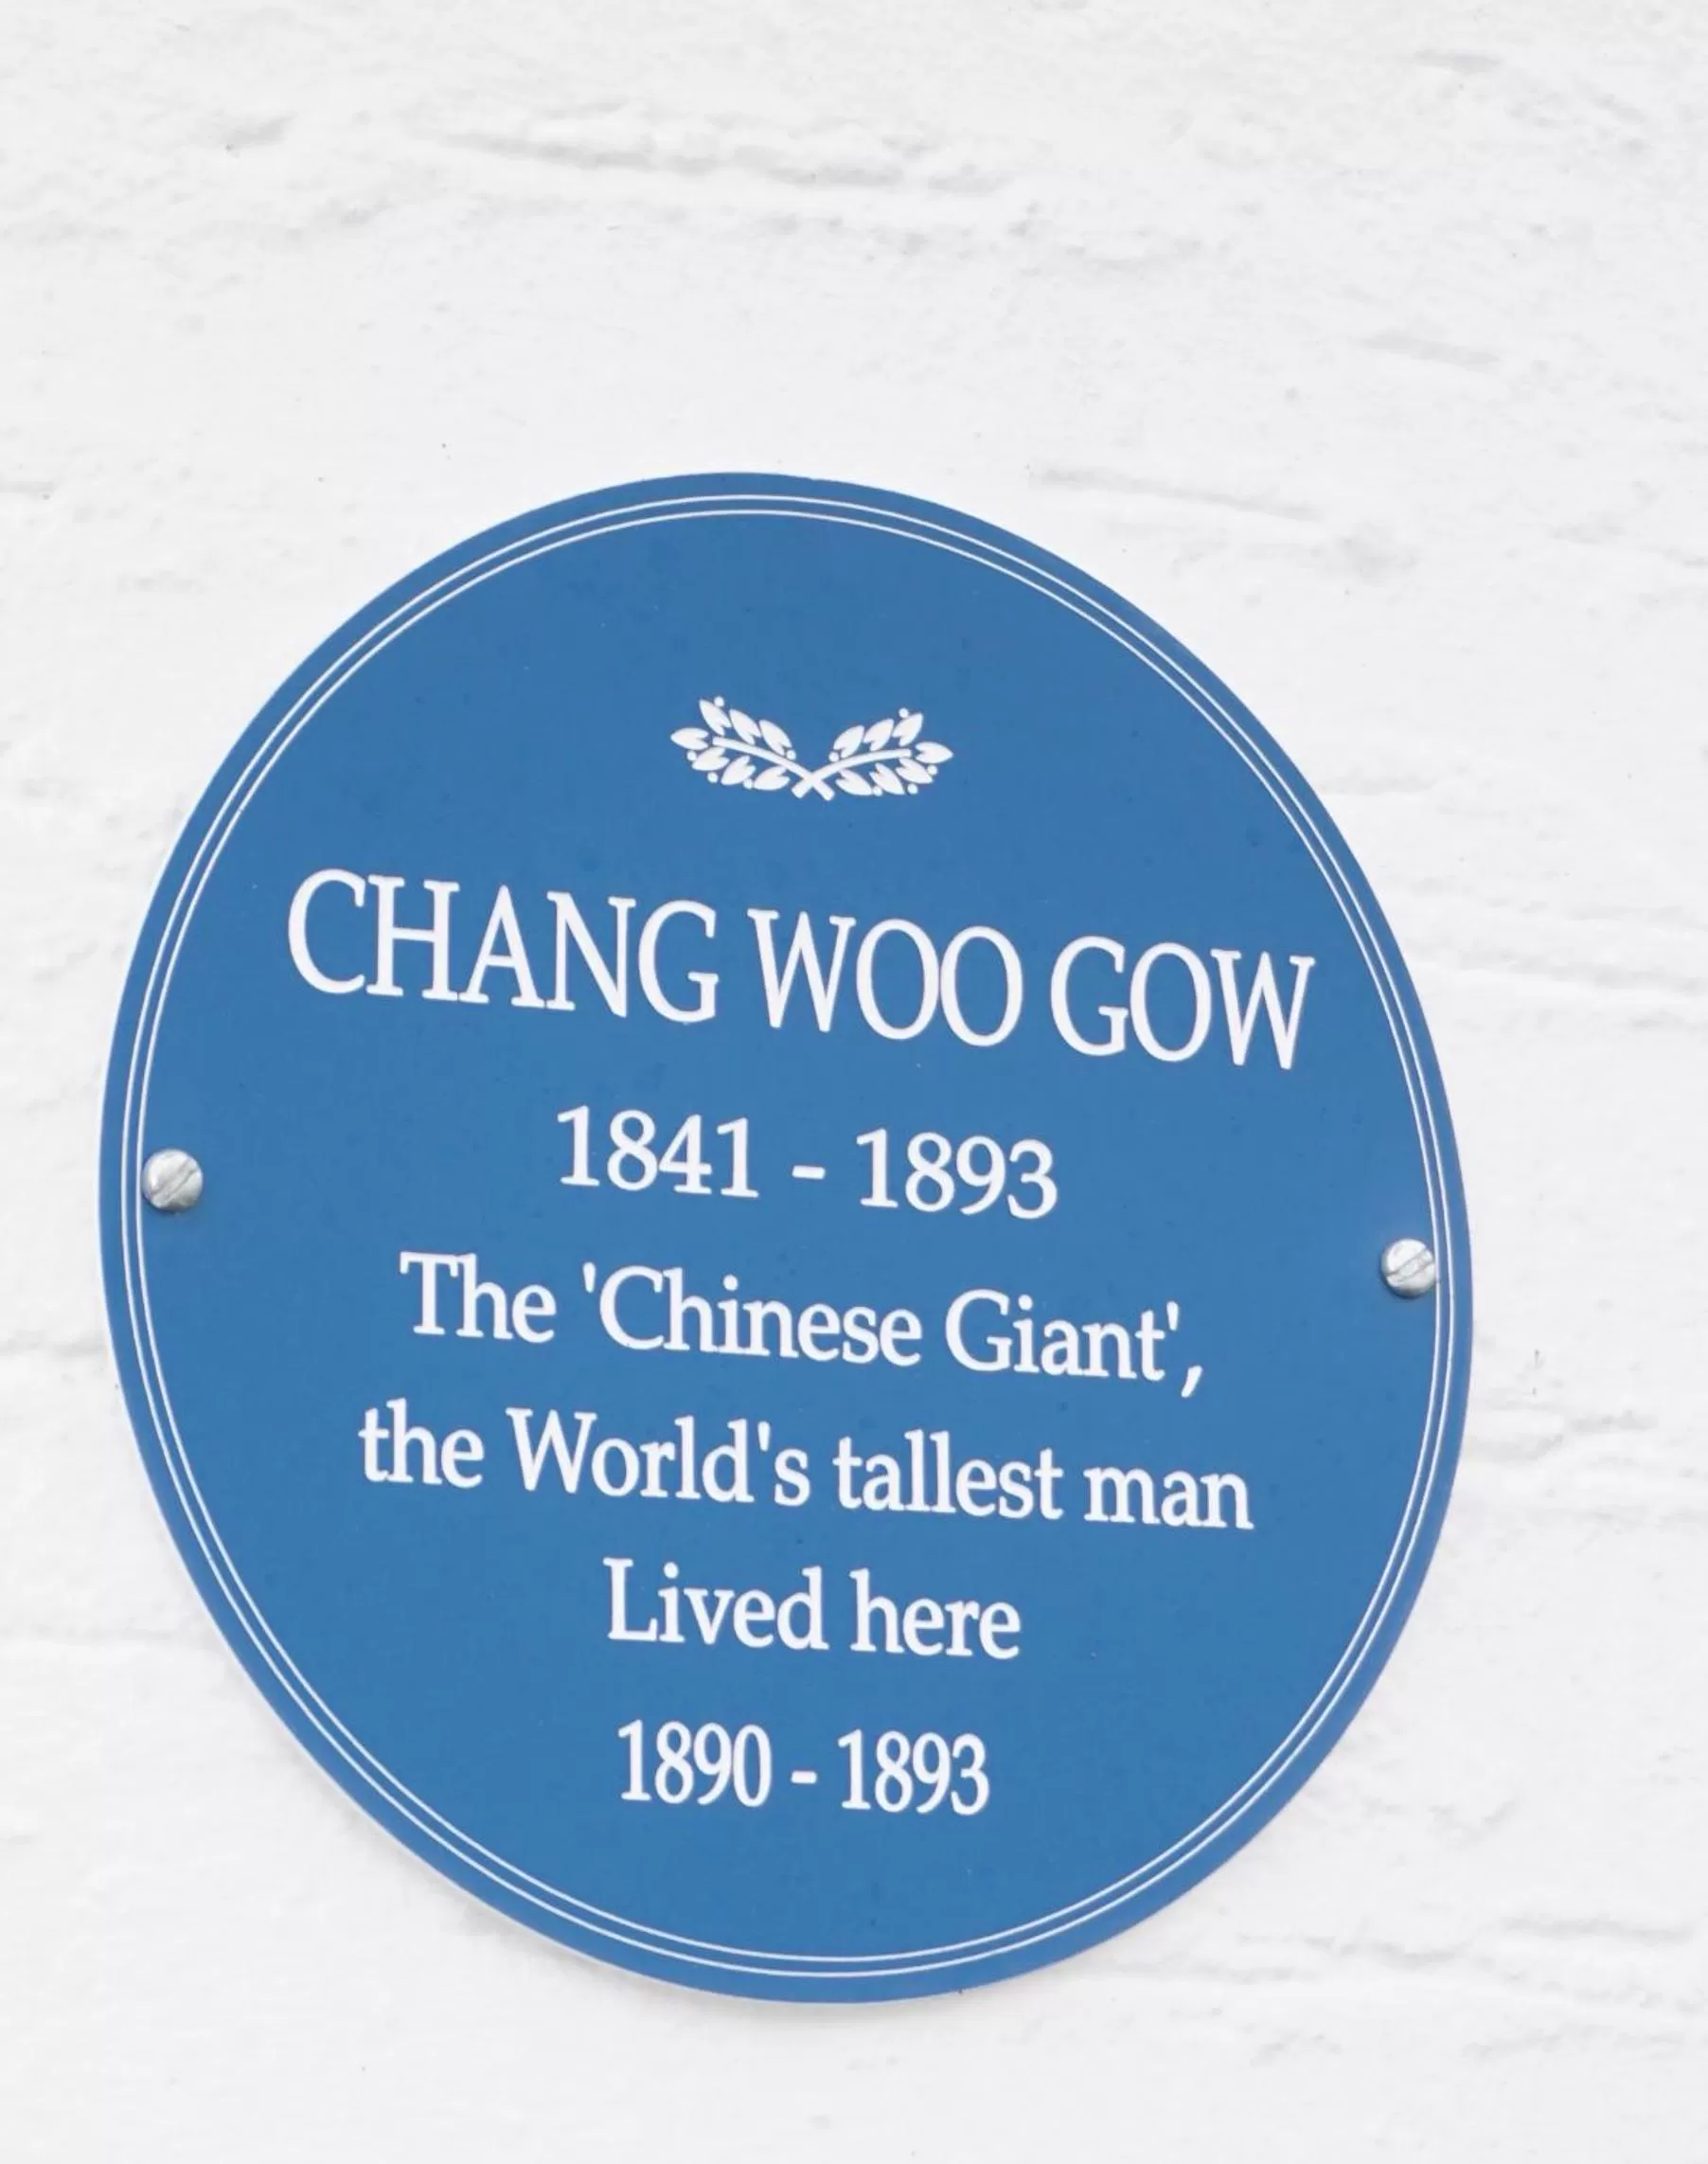 CHANG WOO GOW
1841 - 1893
The 'Chinese Giant',
the World's tallest man
Lived here
1890 - 1893